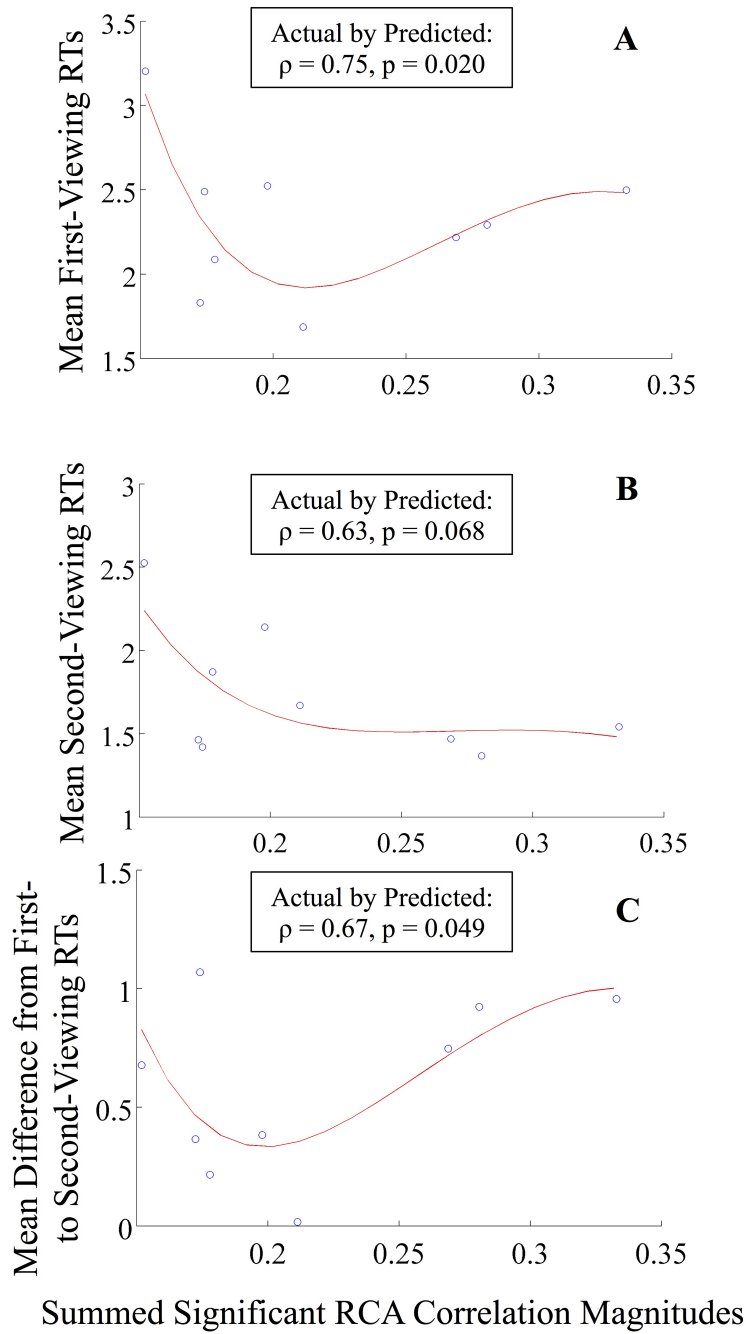 3.5
Actual by Predicted:
ρ = 0.75, p = 0.020
A
Mean First-Viewing RTs
3
2.5
2
1.5
0.2 0.25 0.3 0.35
3
Actual by Predicted:
ρ = 0.63, p = 0.068
B
Mean Second-Viewing RTs
2.5
2
1.5
1
0.2 0.25 0.3 0.35
1.5
Actual by Predicted:
ρ = 0.67, p = 0.049
C
Mean Difference from First-
to Second-Viewing RTs
1
0.5
0
0.2 0.25 0.3 0.35
Summed Significant RCA Correlation Magnitudes